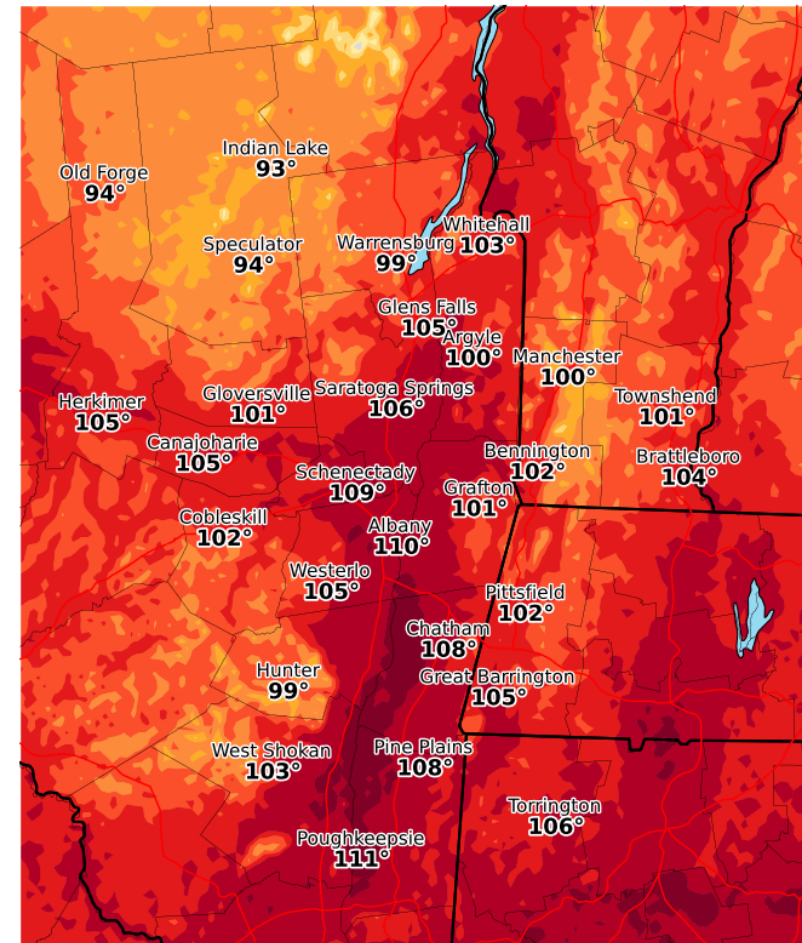 Indian Lake
93°
Old Forge
94°
Whitehall
103°
Speculator
94°
Warrensburg
99°
Glens Falls
105°
Argyle
100°
Manchester
100°
Saratoga Springs
106°
Gloversville
101°
Townshend
101°
Herkimer
105°
Canajoharie
105°
Bennington
102°
Brattleboro
104°
Schenectady
109°
Grafton
101°
Cobleskill
102°
Albany
110°
Westerlo
105°
Pittsfield
102°
Chatham
108°
Hunter
99°
Great Barrington
105°
West Shokan
103°
Pine Plains
108°
Torrington
106°
Poughkeepsie
111°